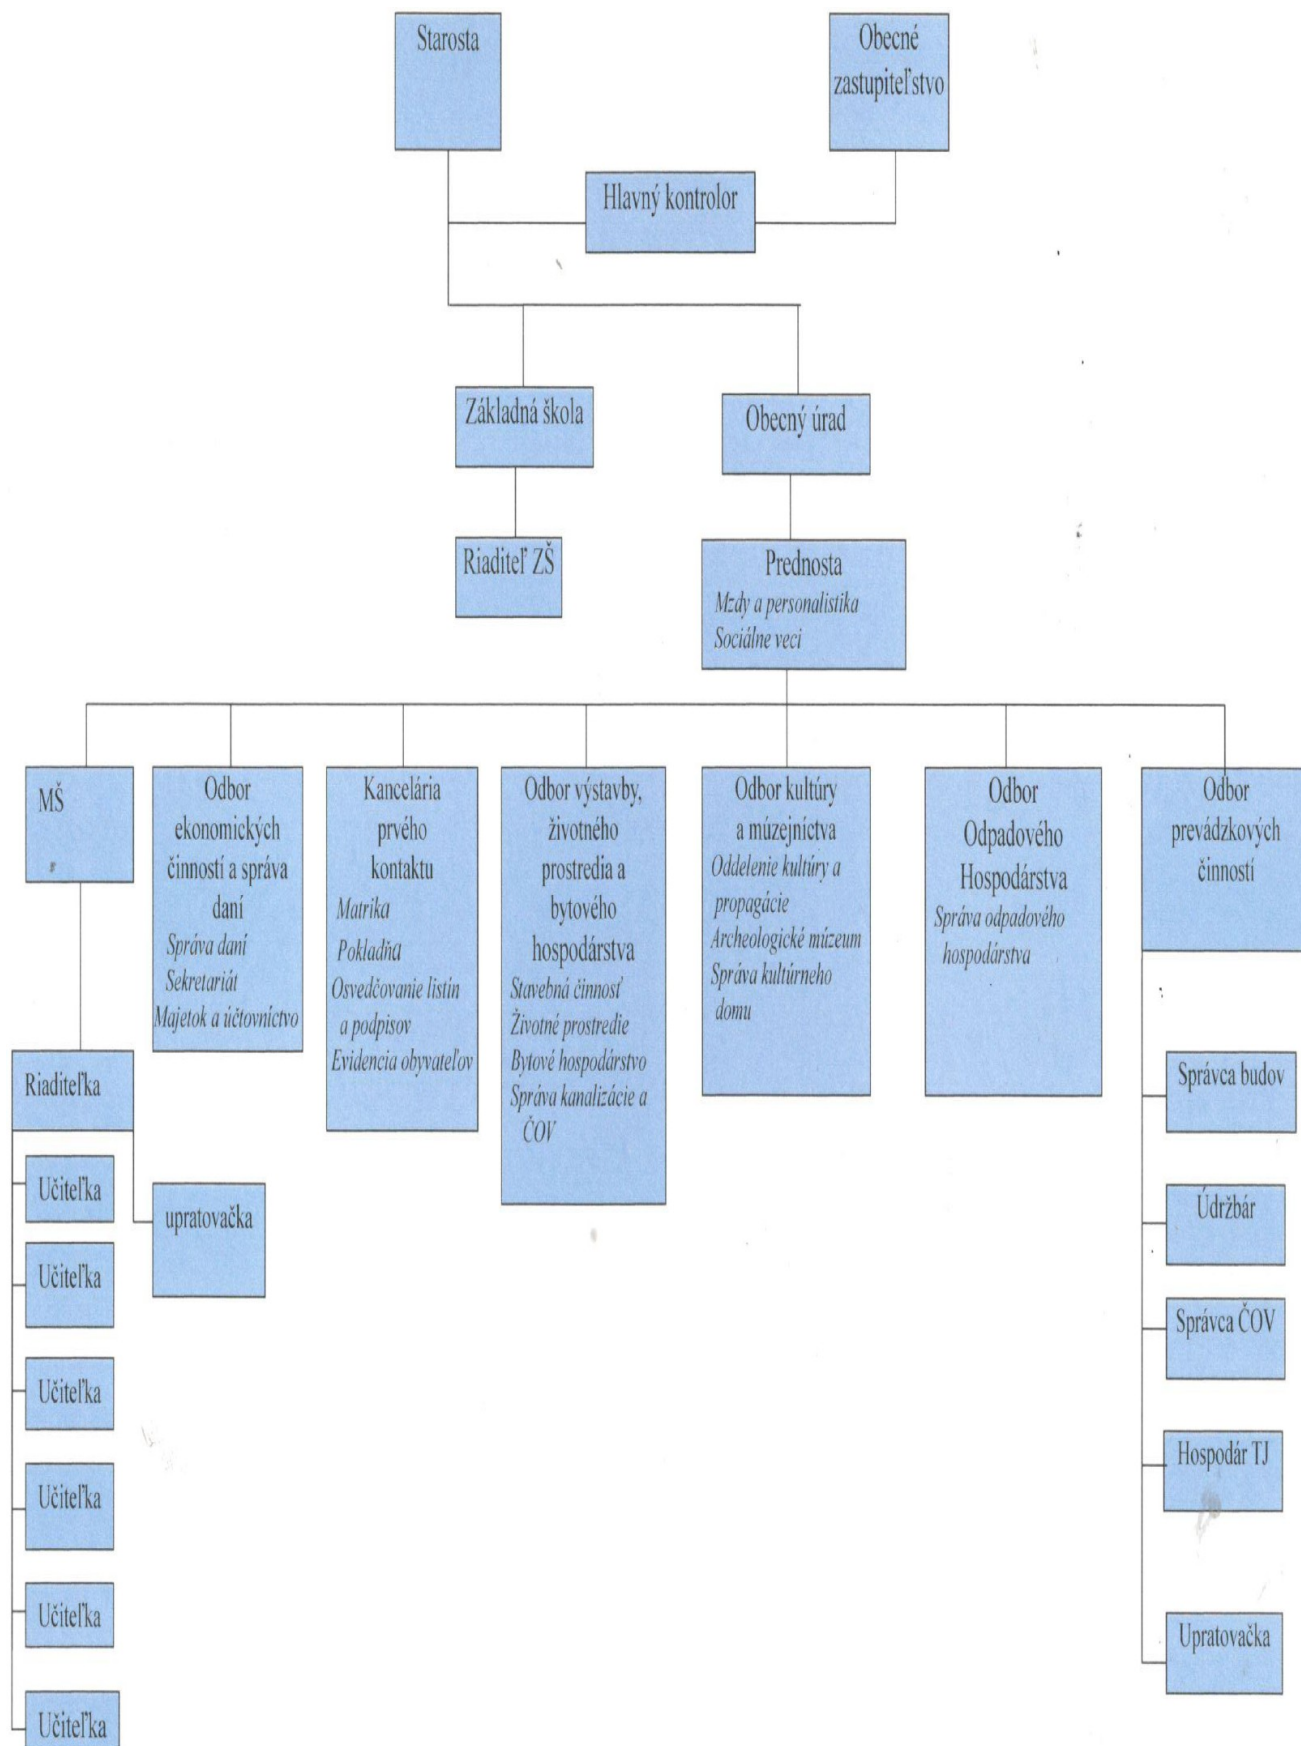 Starosta
Obecné
zastupiteľstvo
Hlavný kontrolor
Základná škola
Obecný úrad
Riaditeľ ZŠ
Prednosta
Mzdy a personalistika
Sociálne veci
MŠ
Odbor
ekonomických
činností a správa
daní
Správa daní
Sekretariát
Majetok a účtovníctvo
Kancelária
prvého
kontaktu
Matrika
Pokladňa
Osvedčovanie listín
a podpisov
Evidencia obyvateľov
Odbor výstavby,
životného
prostredia a
bytového
hospodárstva
Stavebná činnosť
Životné prostredie
Bytové hospodárstvo
Správa kanalizácie a
ČOV
Odbor kultúry
a múzejníctva
Oddelenie kultúry a
propagácie
Archeologické múzeum
Správa kultúrneho
domu
Odbor
Odpadového
Hospodárstva
Správa odpadového
hospodárstva
Odbor
prevádzkových
činností
Riaditeľka
Učiteľka
Učiteľka
Učiteľka
Učiteľka
Učiteľka
Učiteľka
upratovačka
Správca budov
Údržbár
Správca ČOV
Hospodár TJ
Upratovačka